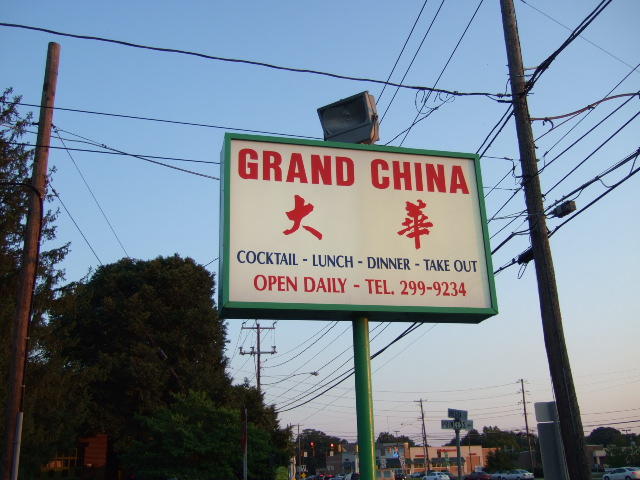 GRAND CHINA
大 華
COCKTAIL - LUNCH - DINNER - TAKE OUT
OPEN DAILY - TEL. 299-9234